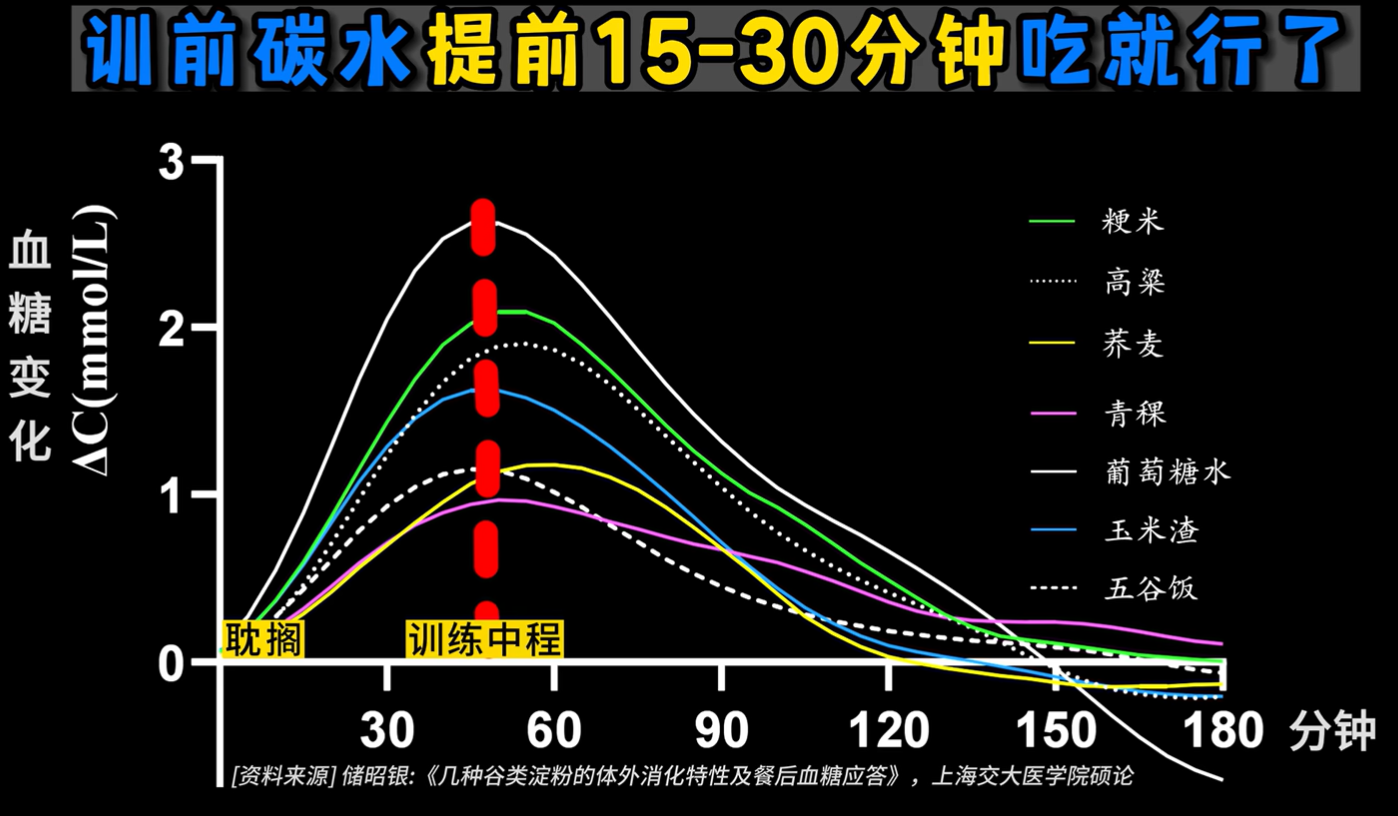 训前碳水提前15-30分钟吃就行了
血糖变化
ΔC(mmol/L)
3
2
1
0
粳米
高粱
荞麦
青稞
葡萄糖水
玉米渣
五谷饭
耽搁
训练中程
30 60 90 120 150 180 分钟
[资料来源] 储昭银:《几种谷类淀粉的体外消化特性及餐后血糖应答》，上海交大医学院硕论